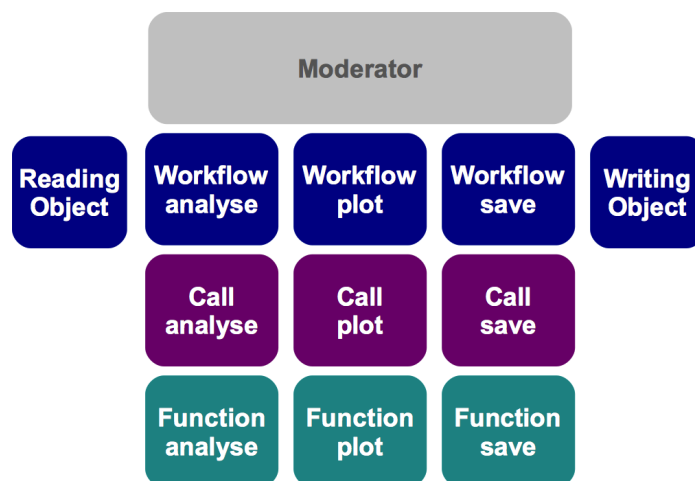 Moderator
Reading
Object
Workflow
analyse
Workflow
plot
Workflow
save
Writing
Object
Call
analyse
Call
plot
Call
save
Function
analyse
Function
plot
Function
save